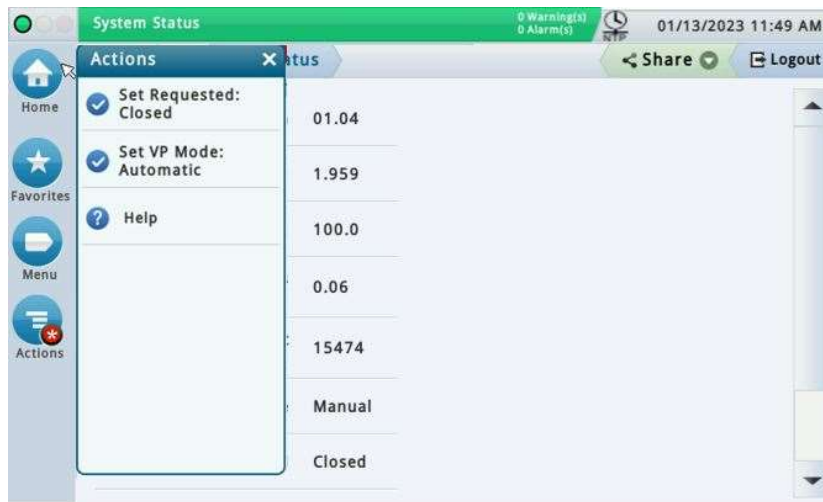 System Status
0 Warning(s)
0 Alarm(s)
NTP
01/13/2023 11:49 AM
Actions
tus
Share
Logout
Home
Favorites
Menu
Actions
Set Requested:
Closed
Set VP Mode:
Automatic
Help
01.04
1.959
100.0
0.06
15474
Manual
Closed